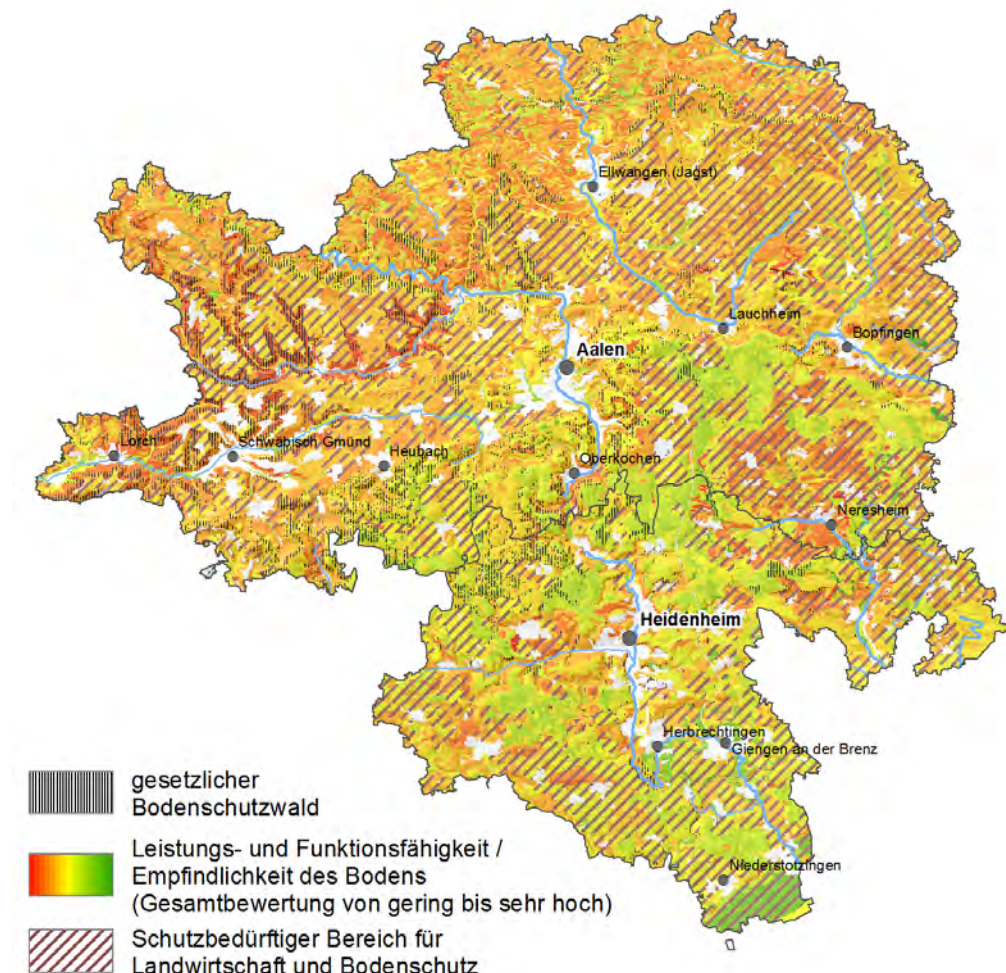 Ellwangen (Jagst)
Lauchheim
Bopfingen
Aalen
Lorch
Schwäbisch Gmünd
Heubach
Oberkochen
Neresheim
Heidenheim
Herbrechtingen
Giengen an der Brenz
Niederstotzingen
gesetzlicher
Bodenschutzwald
Leistungs- und Funktionsfähigkeit /
Empfindlichkeit des Bodens
(Gesamtbewertung von gering bis sehr hoch)
Schutzbedürftiger Bereich für
Landwirtschaft und Bodenschutz